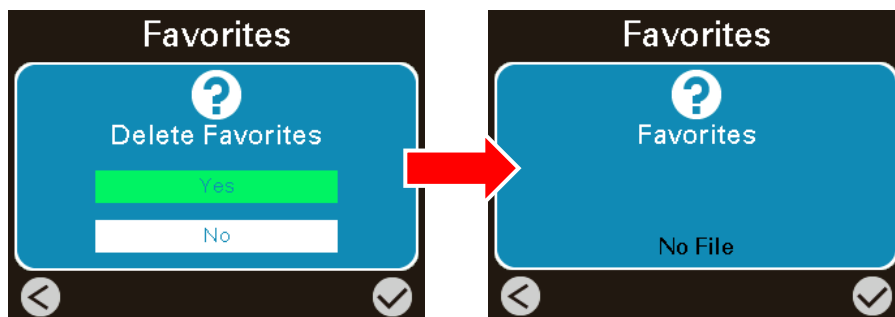 Favorites
?
Delete Favorites
Yes
No
Favorites
?
Favorites
No File